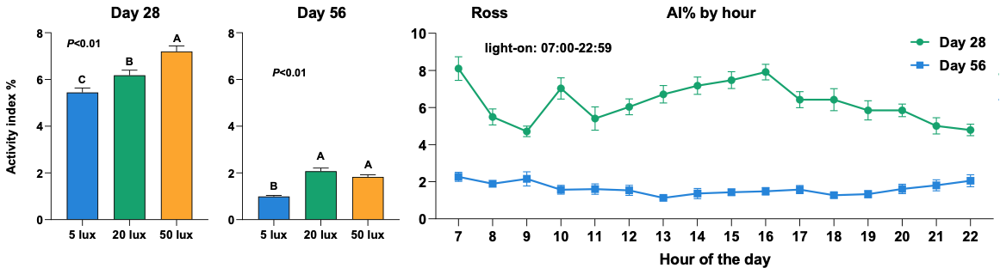 Day 28
Activity index %
8
6
4
2
0
P<0.01
C
B
A
5 lux
20 lux
50 lux
Day 56
8
6
4
2
0
P<0.01
B
A
A
5 lux
20 lux
50 lux
Ross
AI% by hour
light-on: 07:00-22:59
Day 28
Day 56
10
8
6
4
2
0
7 8 9 10 11 12 13 14 15 16 17 18 19 20 21 22
Hour of the day